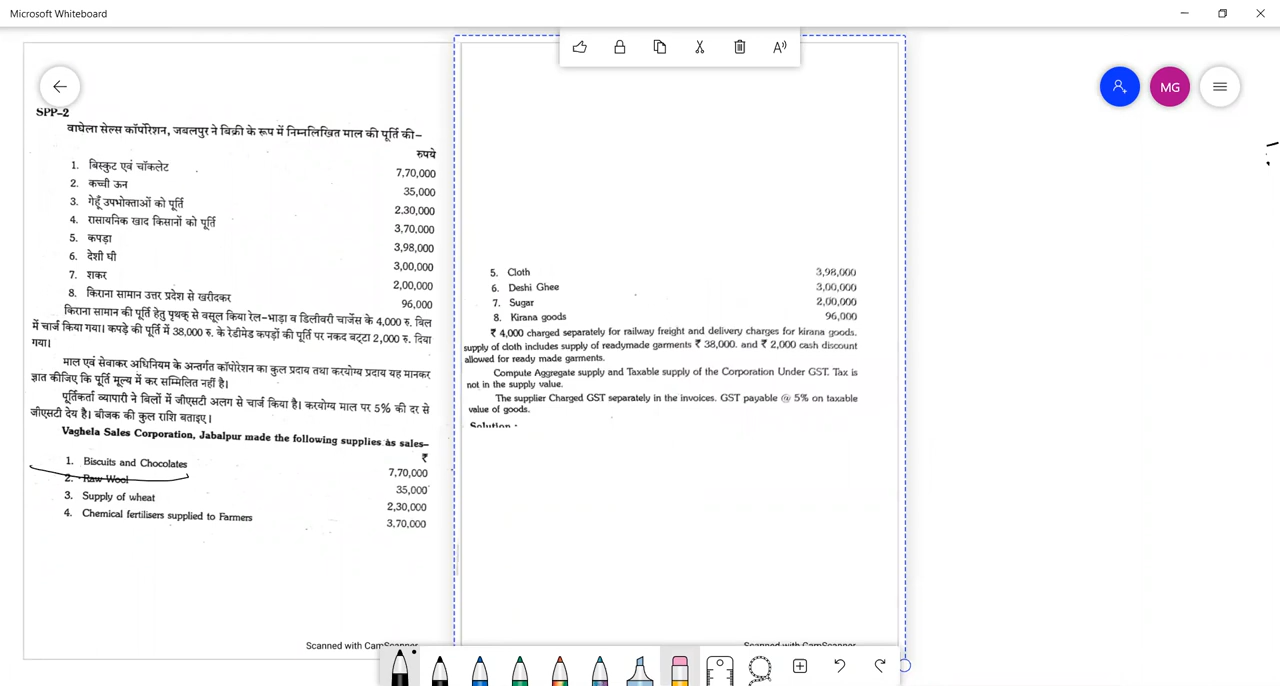 Microsoft Whiteboard
MG
SPP-2
वाघेला सेल्स कॉर्पोरेशन, जबलपुर ने बिक्री के रूप में निम्नलिखित माल की पूर्ति की–
रुपये
1. बिस्कुट एवं चॉकलेट 7,70,000
2. कच्ची ऊन 35,000
3. गेहूँ उपभोक्ताओं को पूर्ति 2,30,000
4. रासायनिक खाद किसानों को पूर्ति 3,70,000
5. कपड़ा 3,98,000
6. देशी घी 3,00,000
7. शकर 2,00,000
8. किराना सामान उत्तर प्रदेश से खरीदकर 96,000
किराना सामान की पूर्ति हेतु पृथक् से वसूल किया रेल-भाड़ा व डिलीवरी चार्जेस के 4,000 रु. बिल
में चार्ज किया गया। कपड़े की पूर्ति में 38,000 रु. के रेडीमेड कपड़ों की पूर्ति पर नकद बट्टा 2,000 रु. दिया
गया।
माल एवं सेवाकर अधिनियम के अन्तर्गत कॉर्पोरेशन का कुल प्रदाय तथा करयोग्य प्रदाय यह मानकर
ज्ञात कीजिए कि पूर्ति मूल्य में कर सम्मिलित नहीं है।
पूर्तिकर्ता व्यापारी ने बिलों में जीएसटी अलग से चार्ज किया है। करयोग्य माल पर 5% की दर से
जीएसटी देय है। बीजक की कुल राशि बताइए।
Vaghela Sales Corporation, Jabalpur made the following supplies as sales–
₹
1. Biscuits and Chocolates 7,70,000
2. Raw Wool 35,000
3. Supply of wheat 2,30,000
4. Chemical fertilisers supplied to Farmers 3,70,000
Scanned with CamScanner
5. Cloth 3,98,000
6. Deshi Ghee 3,00,000
7. Sugar 2,00,000
8. Kirana goods 96,000
₹ 4,000 charged separately for railway freight and delivery charges for kirana goods.
supply of cloth includes supply of readymade garments ₹ 38,000. and ₹ 2,000 cash discount
allowed for ready made garments.
Compute Aggregate supply and Taxable supply of the Corporation Under GST. Tax is
not in the supply value.
The supplier Charged GST separately in the invoices. GST payable @ 5% on taxable
value of goods.
Solution :
Scanned with CamScanner